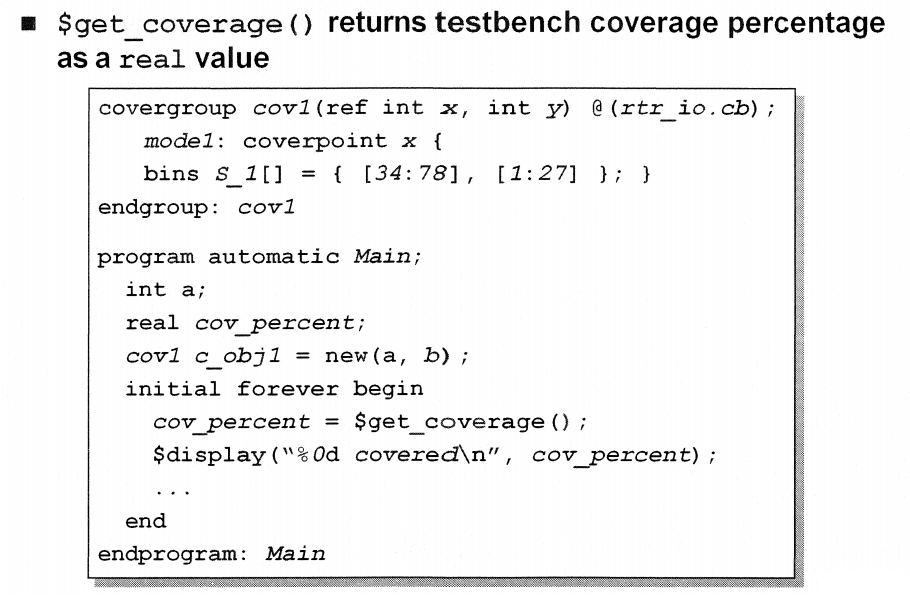 ■ $get_coverage() returns testbench coverage percentage
as a real value
covergroup cov1(ref int x, int y) @(rtr_io.cb);
mode1: coverpoint x {
bins S_1[] = { [34:78], [1:27] }; }
endgroup: cov1
program automatic Main;
int a;
real cov_percent;
cov1 c_obj1 = new(a, b);
initial forever begin
cov_percent = $get_coverage();
$display("%0d covered\n", cov_percent);
...
end
endprogram: Main